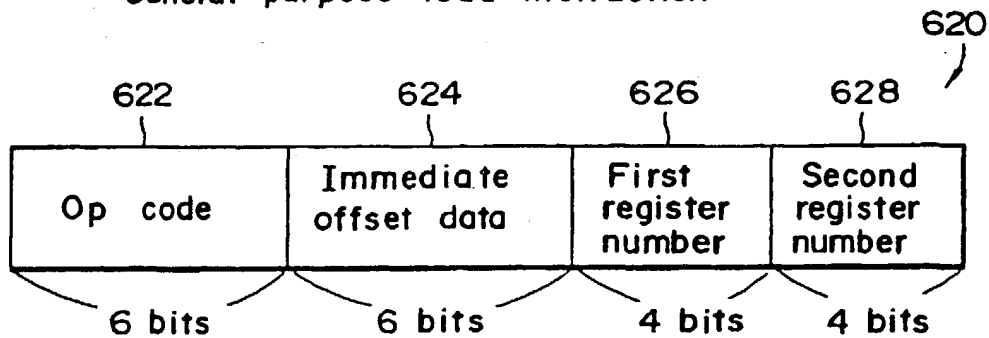 General purpose load instruction
620
622 624 626 628
Op code
Immediate
offset data
First
register
number
Second
register
number
6 bits 6 bits 4 bits 4 bits